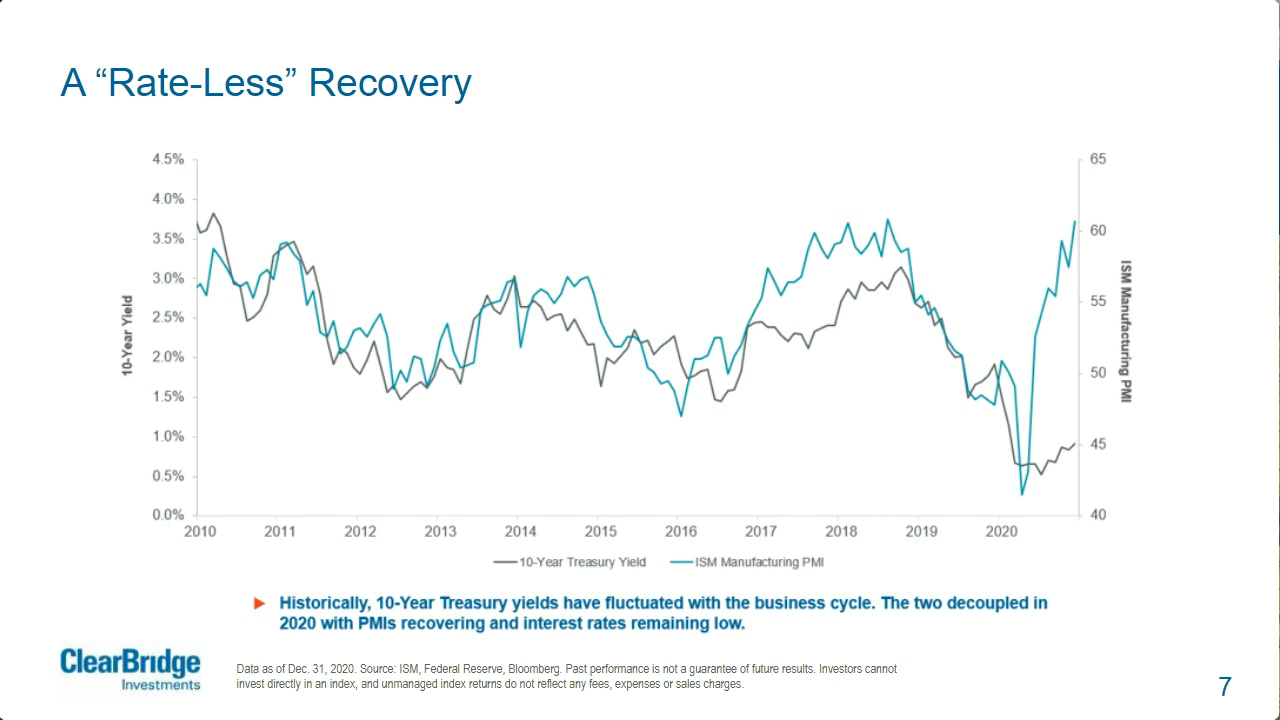 A “Rate-Less” Recovery
4.5%
4.0%
3.5%
3.0%
2.5%
2.0%
1.5%
1.0%
0.5%
0.0%
10-Year Yield
65
60
55
50
45
40
ISM Manufacturing PMI
2010 2011 2012 2013 2014 2015 2016 2017 2018 2019 2020
10-Year Treasury Yield ISM Manufacturing PMI
Historically, 10-Year Treasury yields have fluctuated with the business cycle. The two decoupled in
2020 with PMIs recovering and interest rates remaining low.
ClearBridge
Investments
Data as of Dec. 31, 2020. Source: ISM, Federal Reserve, Bloomberg. Past performance is not a guarantee of future results. Investors cannot
invest directly in an index, and unmanaged index returns do not reflect any fees, expenses or sales charges.
7